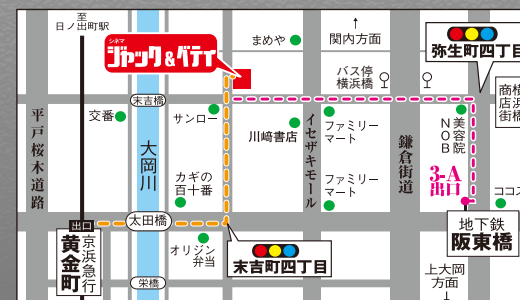 至
日ノ出町駅
シネマ
ジャック&ベティ
まめや
↑
関内方面
弥生町四丁目
バス停
横浜橋
末吉橋
交番
サンロー
川﨑書店
イセザキモール
ファミリー
マート
鎌倉街道
美容院
NOB
平戸桜木道路
大岡川
カギの
百十番
ファミリー
マート
3-A
出口
ココス
出口
京浜急行
黄金町
太田橋
オリジン
弁当
末吉町四丁目
地下鉄
阪東橋
栄橋
上大岡
方面
↓